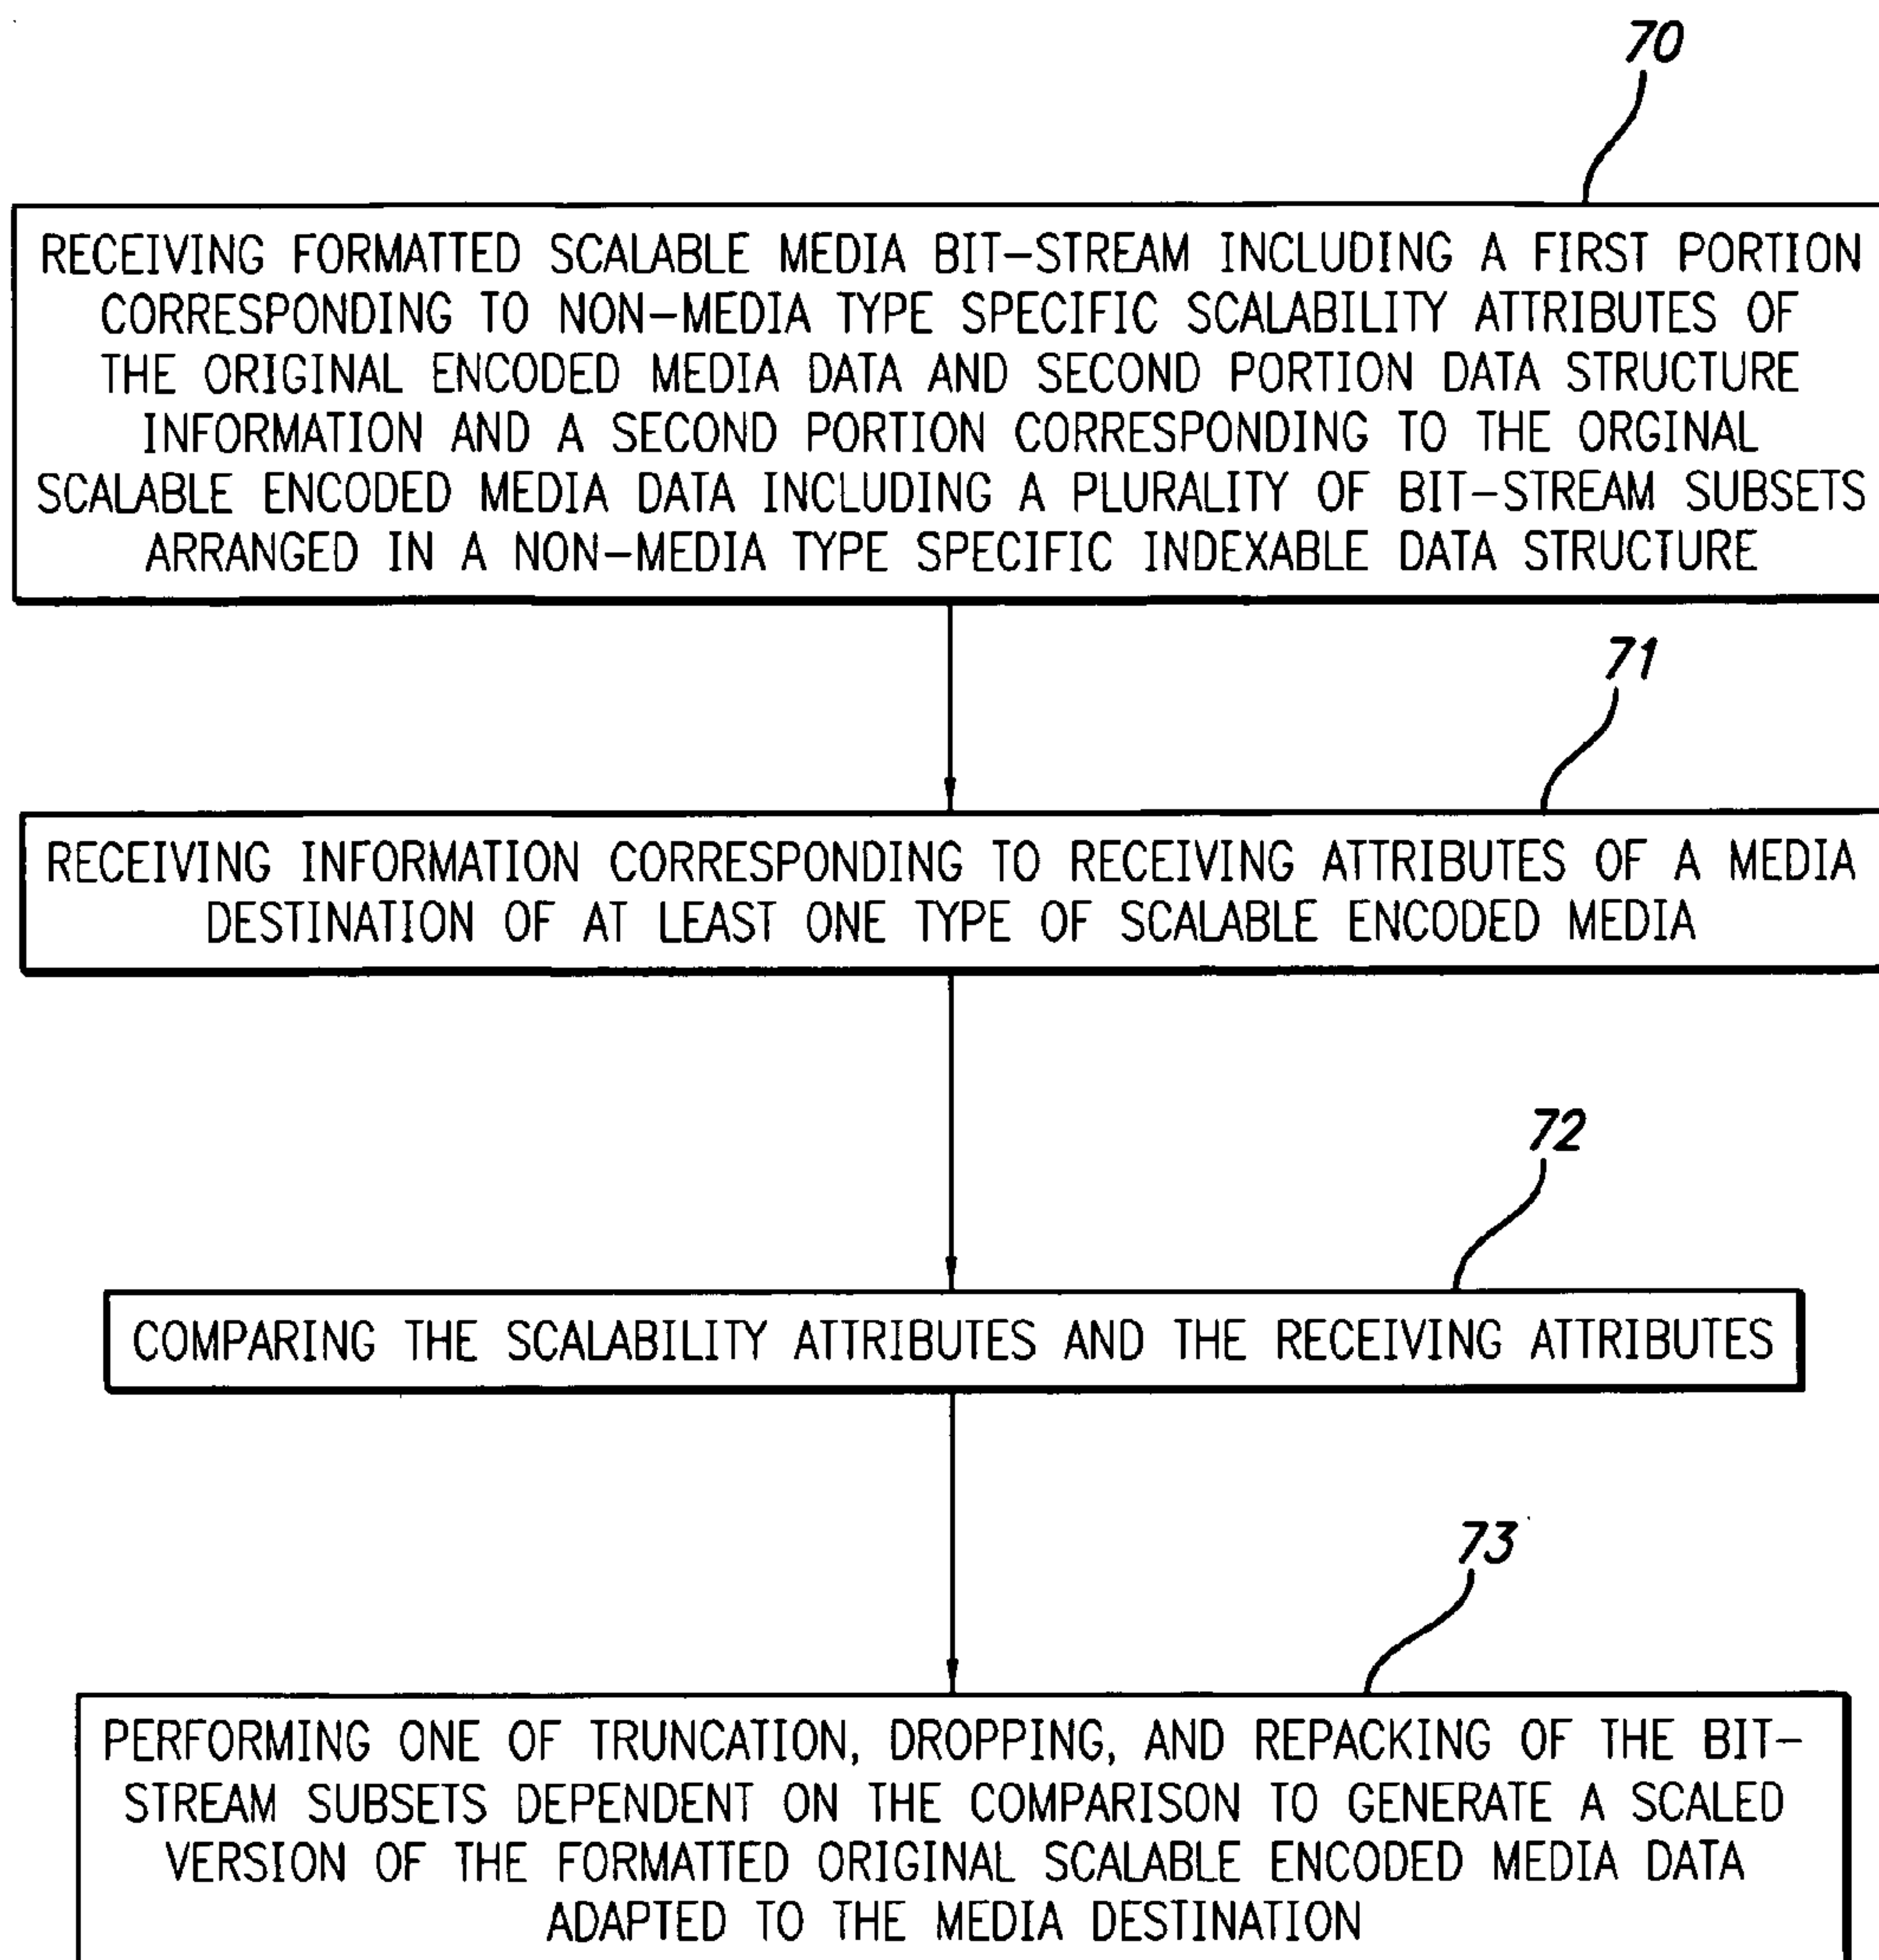 70
RECEIVING FORMATTED SCALABLE MEDIA BIT-STREAM INCLUDING A FIRST PORTION
CORRESPONDING TO NON-MEDIA TYPE SPECIFIC SCALABILITY ATTRIBUTES OF
THE ORIGINAL ENCODED MEDIA DATA AND SECOND PORTION DATA STRUCTURE
INFORMATION AND A SECOND PORTION CORRESPONDING TO THE ORGINAL
SCALABLE ENCODED MEDIA DATA INCLUDING A PLURALITY OF BIT-STREAM SUBSETS
ARRANGED IN A NON-MEDIA TYPE SPECIFIC INDEXABLE DATA STRUCTURE
71
RECEIVING INFORMATION CORRESPONDING TO RECEIVING ATTRIBUTES OF A MEDIA
DESTINATION OF AT LEAST ONE TYPE OF SCALABLE ENCODED MEDIA
72
COMPARING THE SCALABILITY ATTRIBUTES AND THE RECEIVING ATTRIBUTES
73
PERFORMING ONE OF TRUNCATION, DROPPING, AND REPACKING OF THE BIT-
STREAM SUBSETS DEPENDENT ON THE COMPARISON TO GENERATE A SCALED
VERSION OF THE FORMATTED ORIGINAL SCALABLE ENCODED MEDIA DATA
ADAPTED TO THE MEDIA DESTINATION